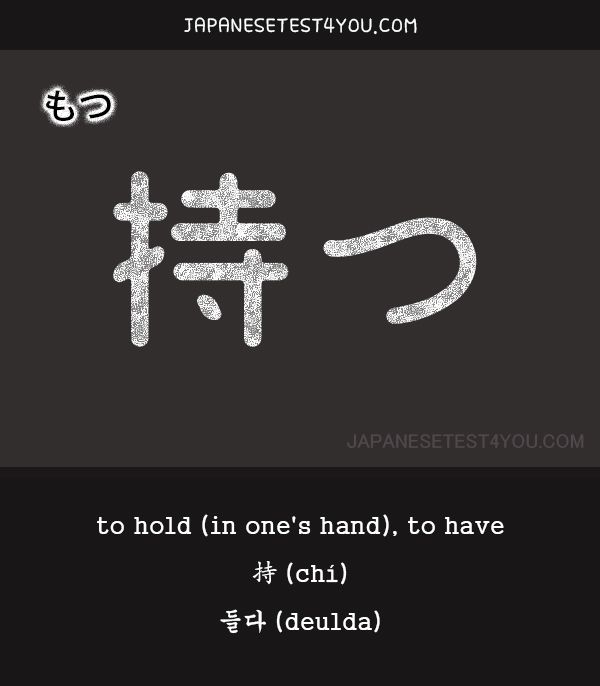 JAPANESETEST4YOU.COM
もつ
持つ
JAPANESETEST4YOU.COM
to hold (in one's hand), to have
持 (chí)
들다 (deulda)